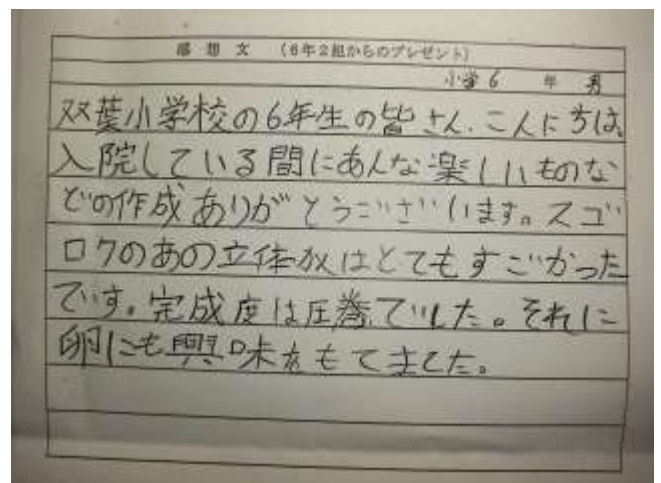 感想文 (6年2組からのプレゼント)
小学6 年 男
双葉小学校の6年生の皆さん、こんにちは、
入院している間にあんな楽しいものな
どの作成ありがとうございます。スゴ
ロクのあの立体ははとてもすごかった
です。完成度は圧巻でした。それに
卵にも興味をもてました。